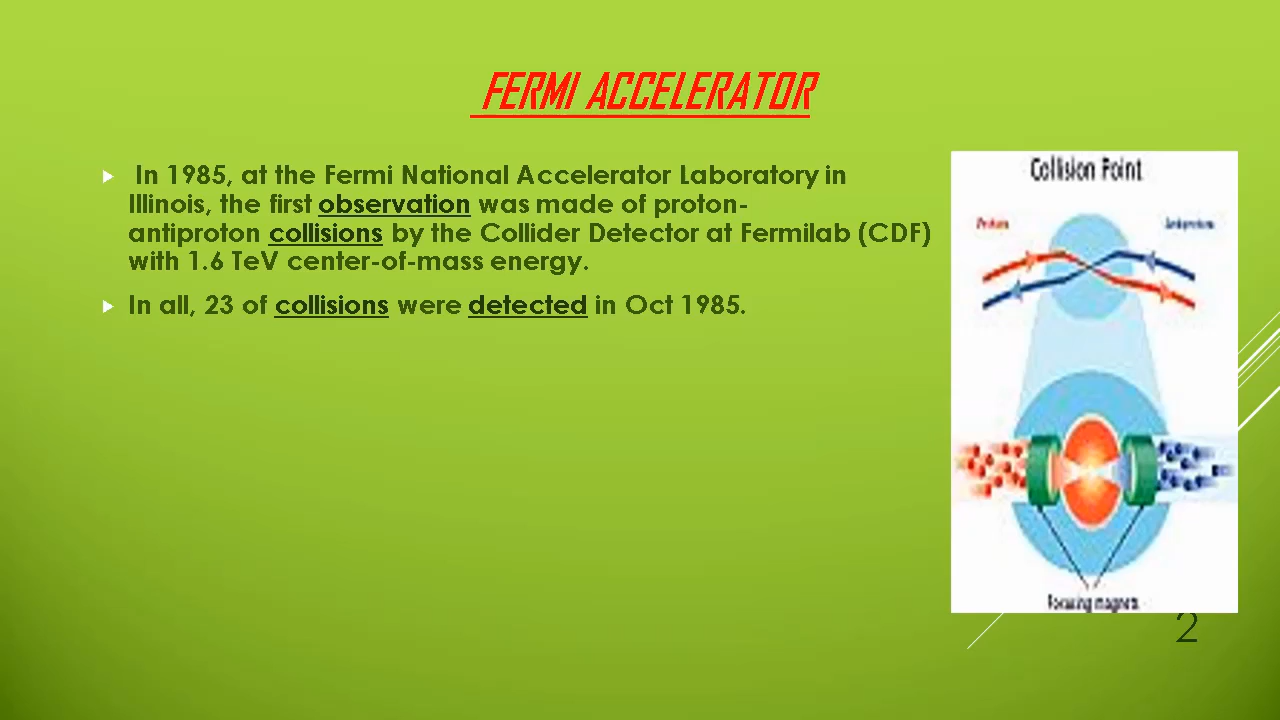 FERMI ACCELERATOR
In 1985, at the Fermi National Accelerator Laboratory in
Illinois, the first observation was made of proton-
antiproton collisions by the Collider Detector at Fermilab (CDF)
with 1.6 TeV center-of-mass energy.
In all, 23 of collisions were detected in Oct 1985.
Collision Point
Proton
Antiproton
Focusing magnets
2